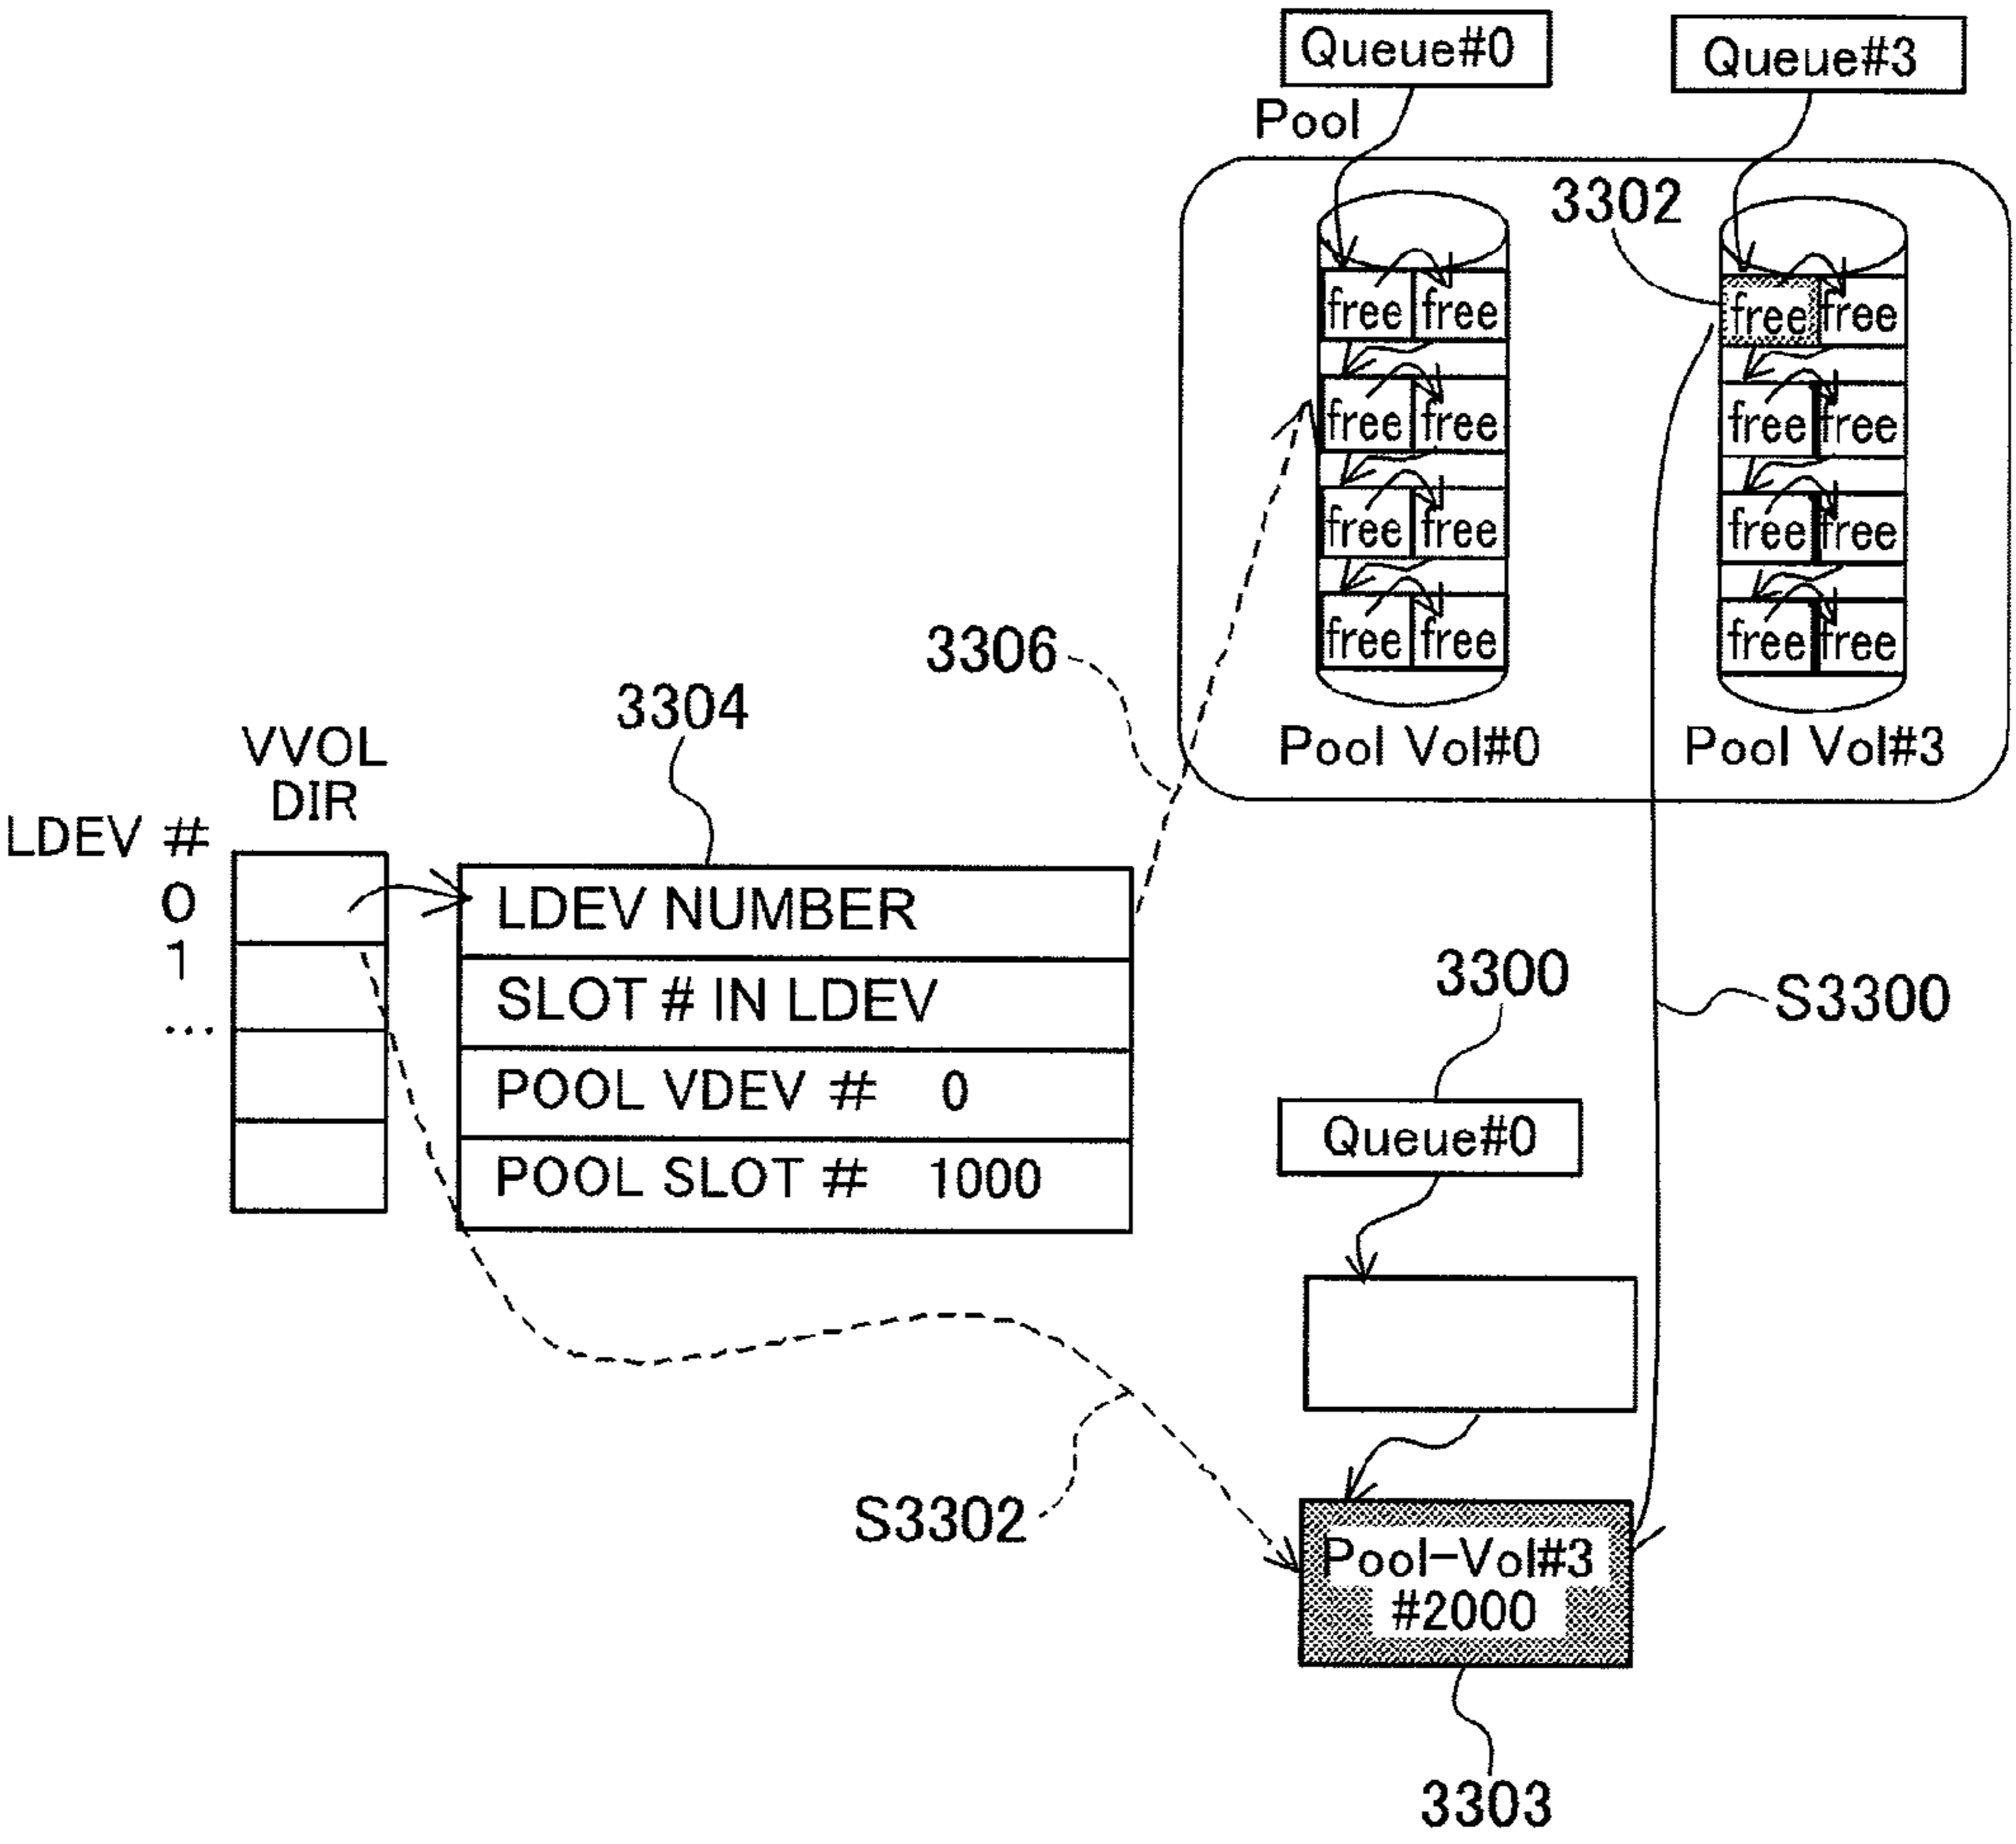 Queue#0
Queue#3
Pool
3302
free free
free free
free free
free free
free free
free free
free free
free free
Pool Vol#0
Pool Vol#3
3306
3304
VVOL
DIR
LDEV #
0
1
...
LDEV NUMBER
SLOT # IN LDEV
POOL VDEV # 0
POOL SLOT # 1000
3300
S3300
Queue#0
S3302
Pool-Vol#3
#2000
3303